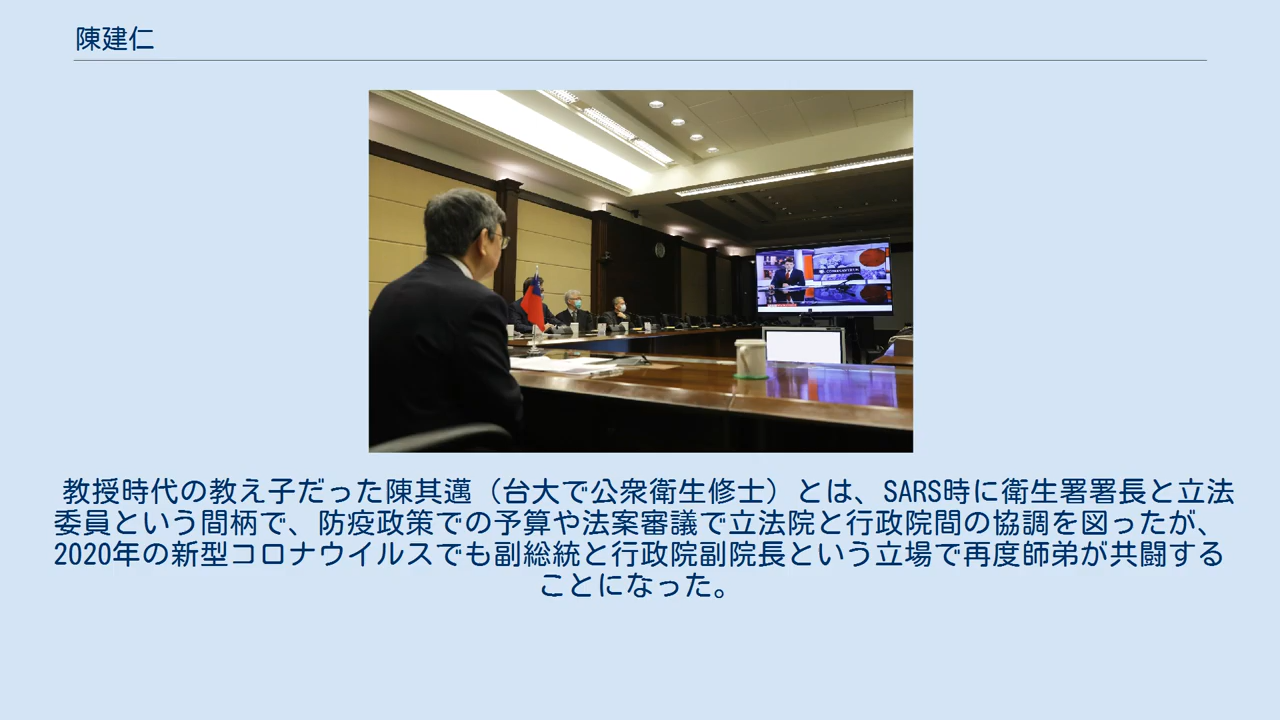 陳建仁
教授時代の教え子だった陳其邁（台大で公衆衛生修士）とは、SARS時に衛生署署長と立法
委員という間柄で、防疫政策での予算や法案審議で立法院と行政院間の協調を図ったが、
2020年の新型コロナウイルスでも副総統と行政院副院長という立場で再度師弟が共闘する
ことになった。